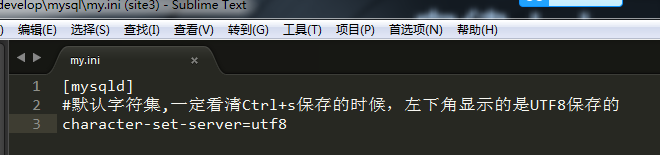 develop\mysql\my.ini (site3) - Sublime Text
编辑(E) 选择(S) 查找(I) 查看(V) 转到(G) 工具(T) 项目(P) 首选项(N) 帮助(H)
my.ini ×
1 [mysqld]
2 #默认字符集,一定看清Ctrl+s保存的时候，左下角显示的是UTF8保存的
3 character-set-server=utf8